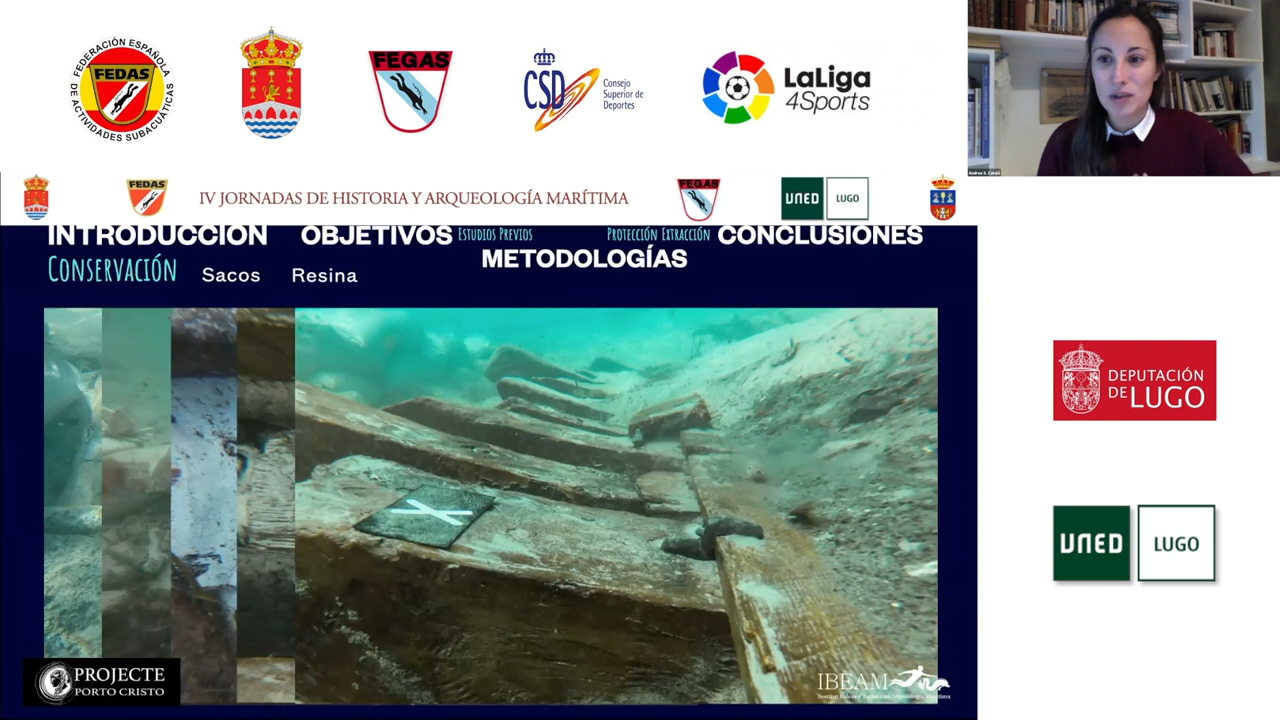 FEDERACIÓN ESPAÑOLA
DE ACTIVIDADES SUBACUÁTICAS
FEDAS
FEGAS
CSD
Consejo
Superior de
Deportes
LaLiga
4Sports
Andrea S. Català
FEDAS
IV JORNADAS DE HISTORIA Y ARQUEOLOGÍA MARÍTIMA
FEGAS
UNED
LUGO
INTRODUCCIÓN
OBJETIVOS
ESTUDIOS PREVIOS
PROTECCIÓN EXTRACCIÓN
CONCLUSIONES
METODOLOGÍAS
CONSERVACIÓN
Sacos
Resina
X
DEPUTACIÓN
DE LUGO
UNED
LUGO
PROJECTE
PORTO CRISTO
IBEAM